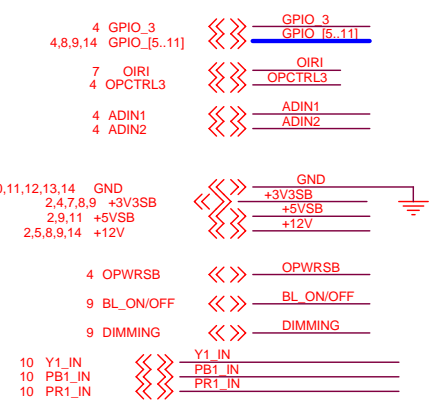 4 GPIO_3 GPIO_3
4,8,9,14 GPIO_[5..11] GPIO_[5..11]
7 OIRI OIRI
4 OPCTRL3 OPCTRL3
4 ADIN1 ADIN1
4 ADIN2 ADIN2
,11,12,13,14 GND GND
2,4,7,8,9 +3V3SB +3V3SB
2,9,11 +5VSB +5VSB
2,5,8,9,14 +12V +12V
4 OPWRSB OPWRSB
9 BL_ON/OFF BL_ON/OFF
9 DIMMING DIMMING
10 Y1_IN Y1_IN
10 PB1_IN PB1_IN
10 PR1_IN PR1_IN